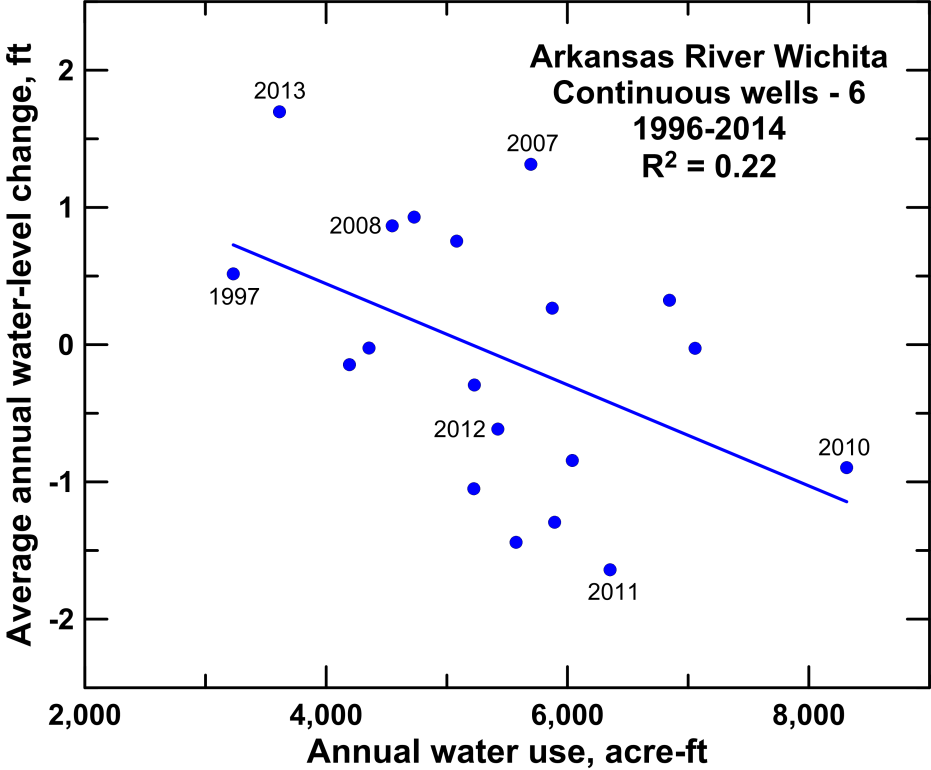 Arkansas River Wichita
Continuous wells - 6
1996-2014
R² = 0.22
Average annual water-level change, ft
2
1
0
-1
-2
2013
2007
2008
1997
2012
2010
2011
2,000 4,000 6,000 8,000
Annual water use, acre-ft